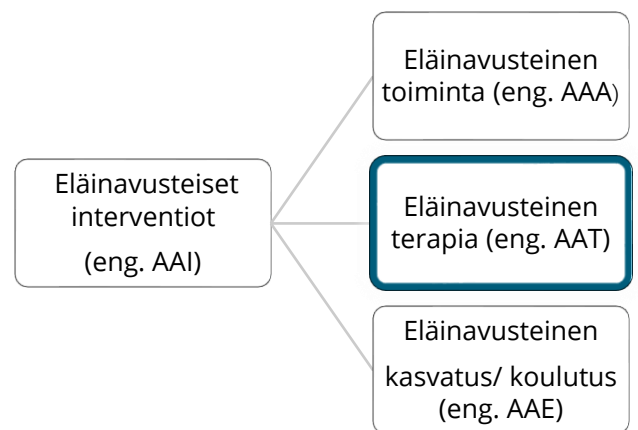 Eläinavusteinen
toiminta (eng. AAA)
Eläinavusteiset
interventiot
(eng. AAI)
Eläinavusteinen
terapia (eng. AAT)
Eläinavusteinen
kasvatus/ koulutus
(eng. AAE)